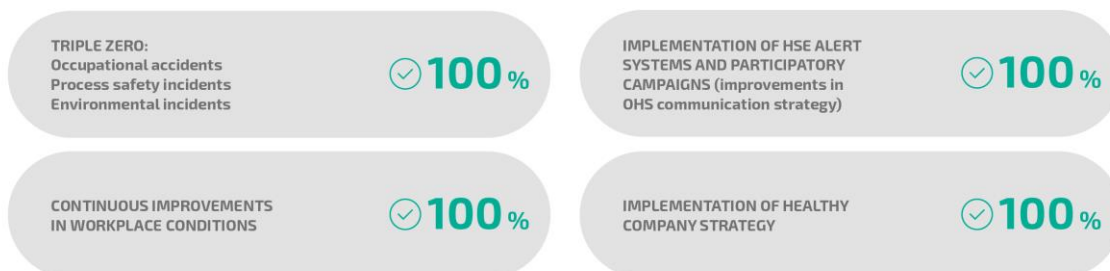 TRIPLE ZERO:
Occupational accidents
Process safety incidents
Environmental incidents
100 %
IMPLEMENTATION OF HSE ALERT
SYSTEMS AND PARTICIPATORY
CAMPAIGNS (improvements in
OHS communication strategy)
100 %
CONTINUOUS IMPROVEMENTS
IN WORKPLACE CONDITIONS
100 %
IMPLEMENTATION OF HEALTHY
COMPANY STRATEGY
100 %